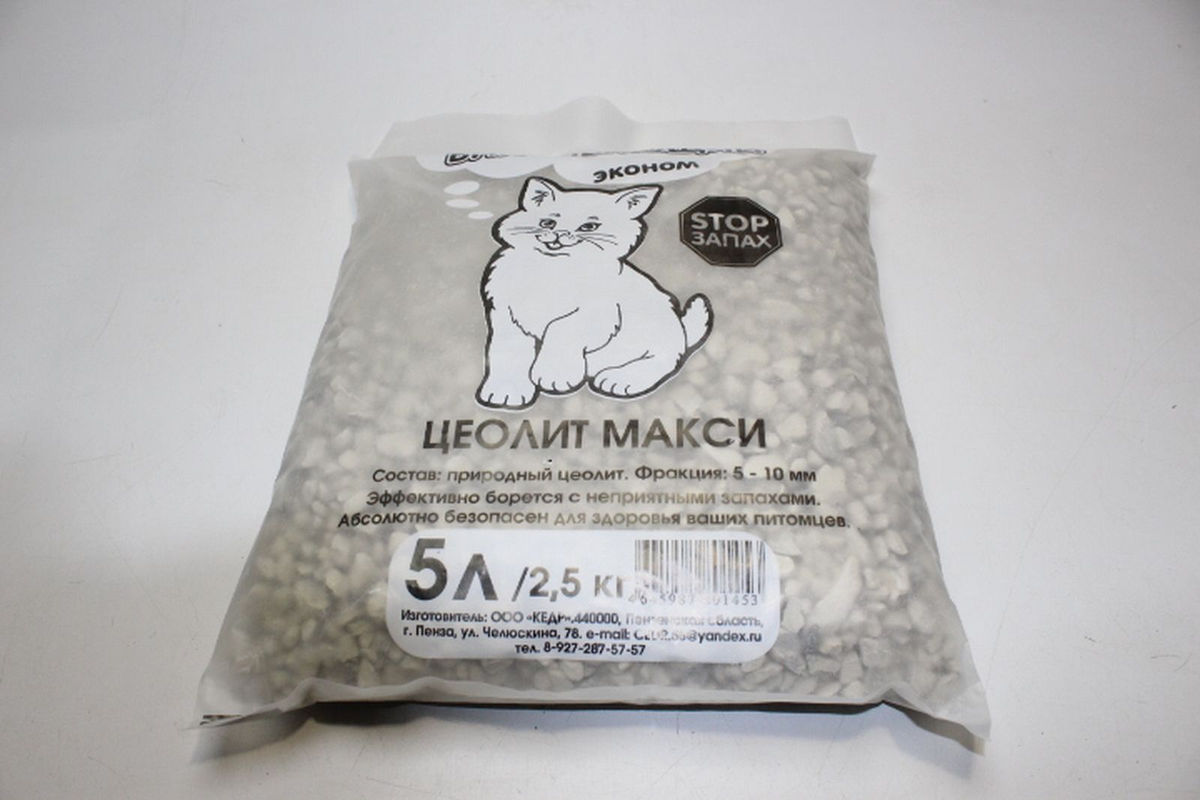 эконом
STOP
ЗАПАХ
ЦЕОЛИТ МАКСИ
Состав: природный цеолит. Фракция: 5 - 10 мм
Эффективно борется с неприятными запахами.
Абсолютно безопасен для здоровья ваших питомцев.
5л /2,5 кг
Изготовитель: ООО «КЕДР», 440000, Пензенская область,
г. Пенза, ул. Челюскина, 78. e-mail:
тел. 8-927-287-57-57